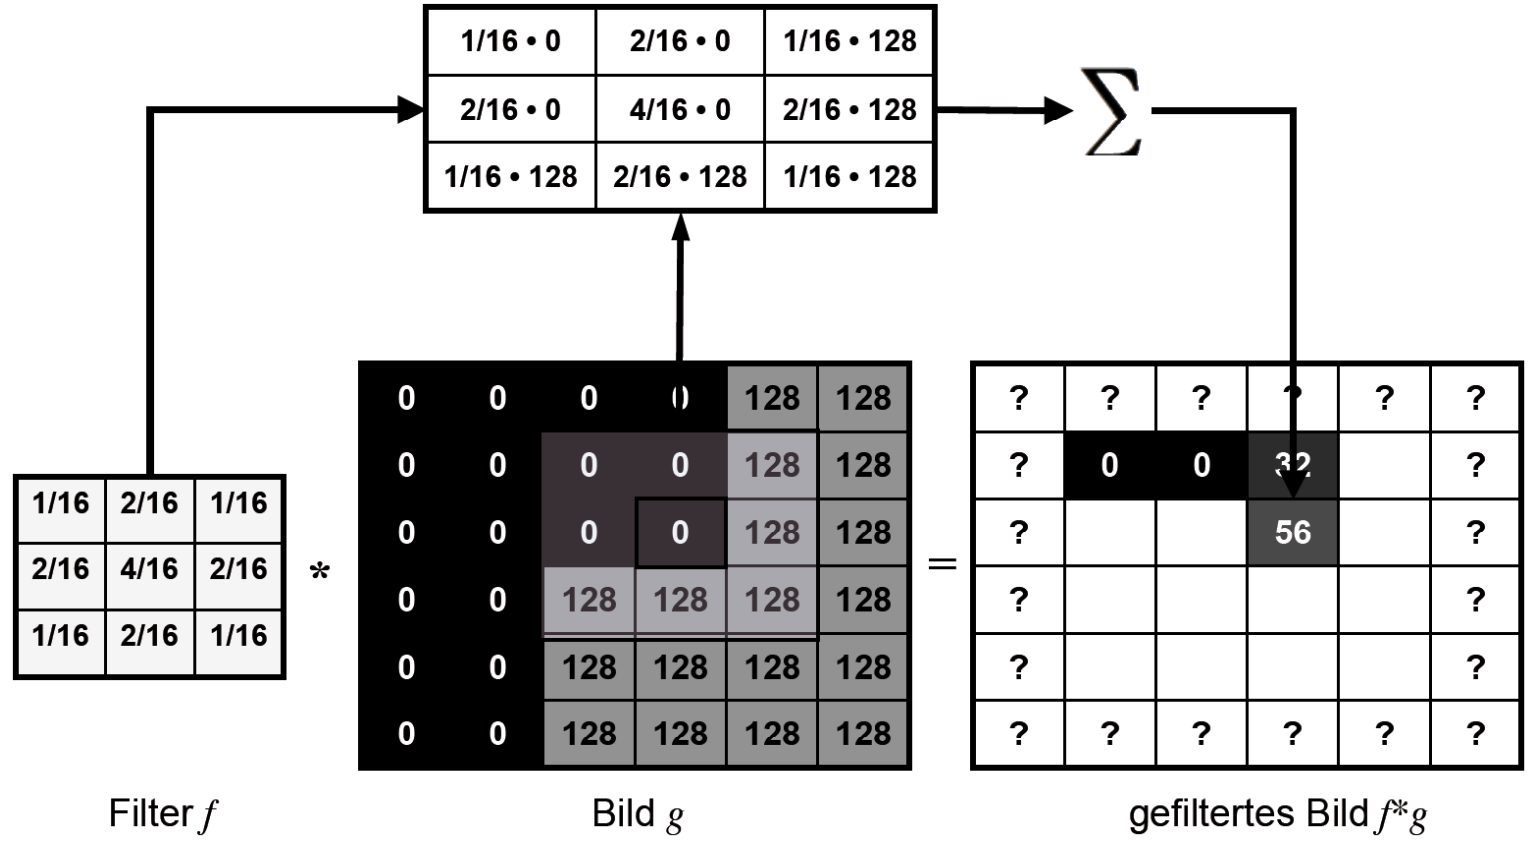 1/16 • 0 2/16 • 0 1/16 • 128
2/16 • 0 4/16 • 0 2/16 • 128
1/16 • 128 2/16 • 128 1/16 • 128
∑
1/16 2/16 1/16
2/16 4/16 2/16
1/16 2/16 1/16
*
0 0 0 0 128 128
0 0 0 0 128 128
0 0 0 0 128 128
0 0 128 128 128 128
0 0 128 128 128 128
0 0 128 128 128 128
=
? ? ? ? ? ?
? 0 0 32 ?
? 56 ?
? ?
? ?
? ? ? ? ? ?
Filter f
Bild g
gefiltertes Bild f*g